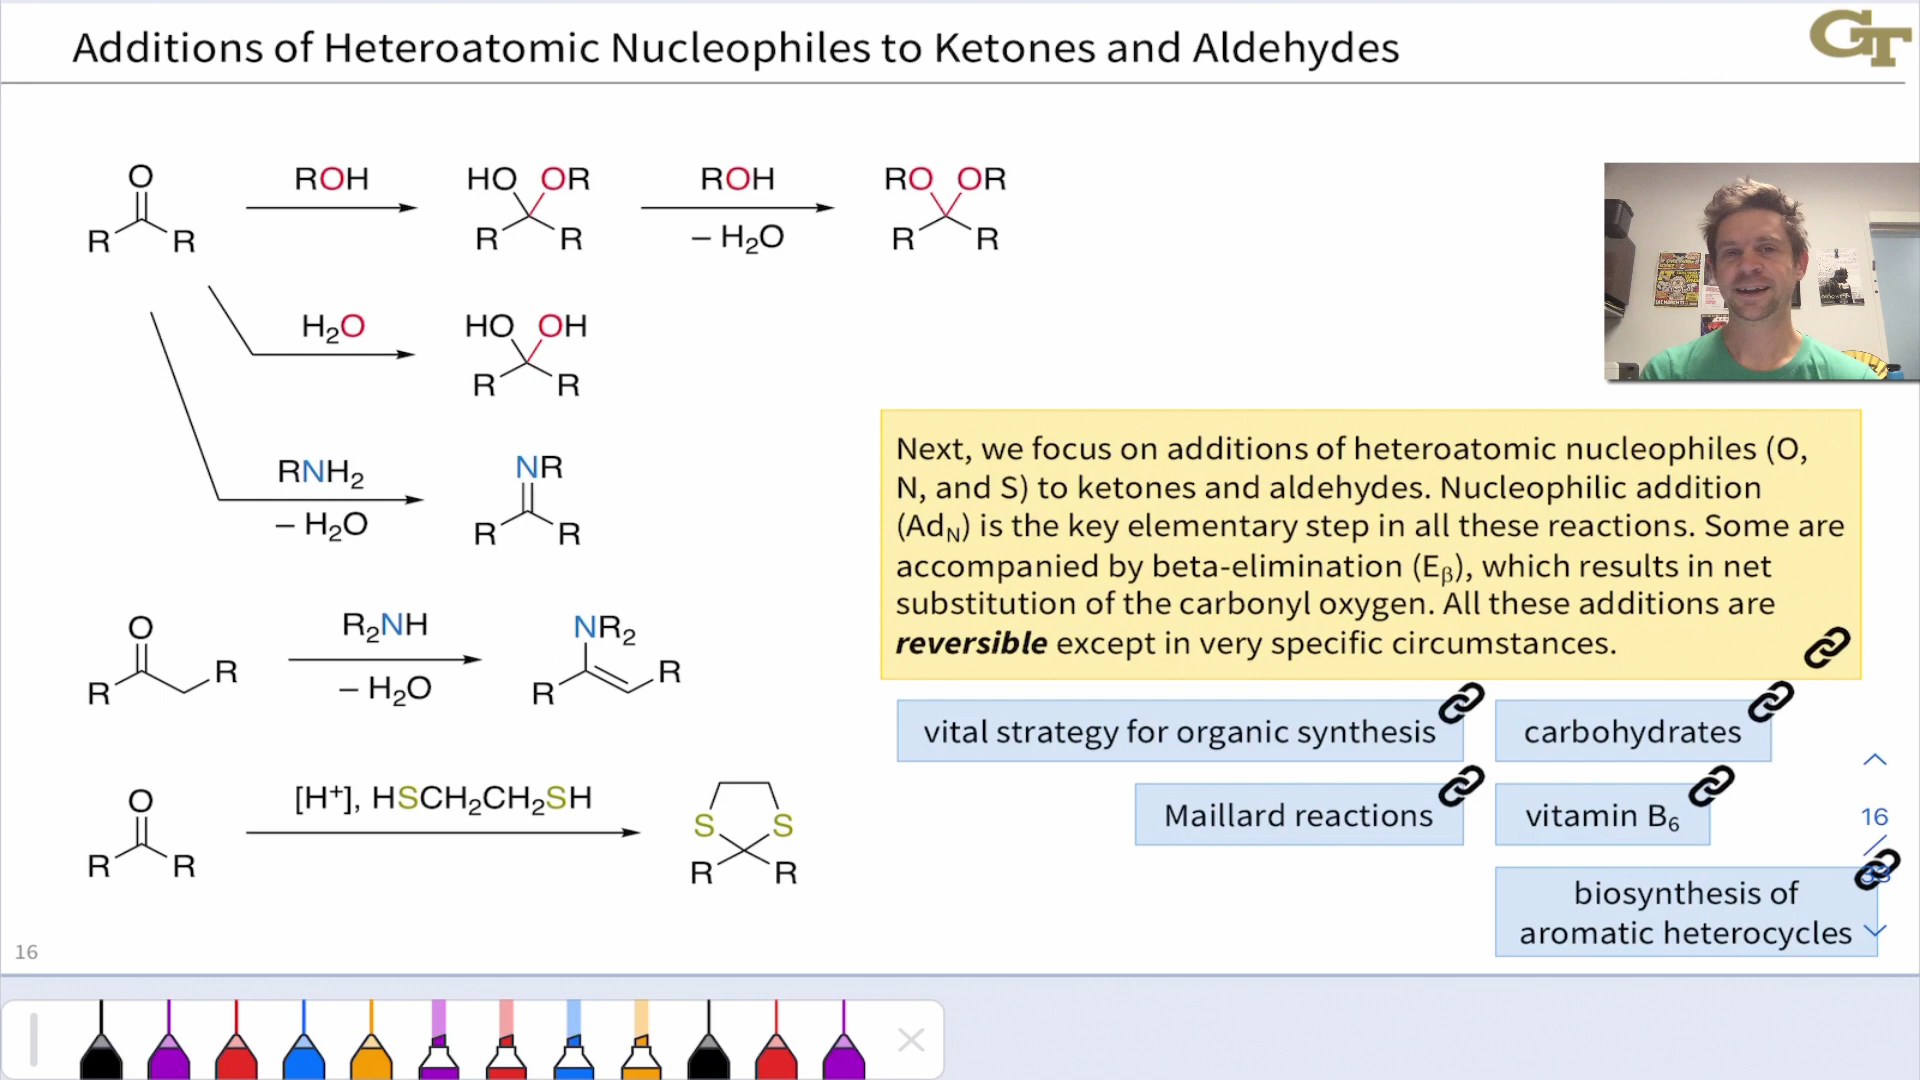 Additions of Heteroatomic Nucleophiles to Ketones and Aldehydes
GT
O
R R
ROH
HO OR
R R
ROH
– H₂O
RO OR
R R
H₂O
HO OH
R R
RNH₂
– H₂O
NR
R R
O
R R
R₂NH
– H₂O
NR₂
R R
O
R R
[H⁺], HSCH₂CH₂SH
S S
R R
Next, we focus on additions of heteroatomic nucleophiles (O,
N, and S) to ketones and aldehydes. Nucleophilic addition
(Ad_N) is the key elementary step in all these reactions. Some are
accompanied by beta-elimination (Eᵦ), which results in net
substitution of the carbonyl oxygen. All these additions are
reversible except in very specific circumstances.
vital strategy for organic synthesis
carbohydrates
Maillard reactions
vitamin B₆
biosynthesis of
aromatic heterocycles
16
/
33
16